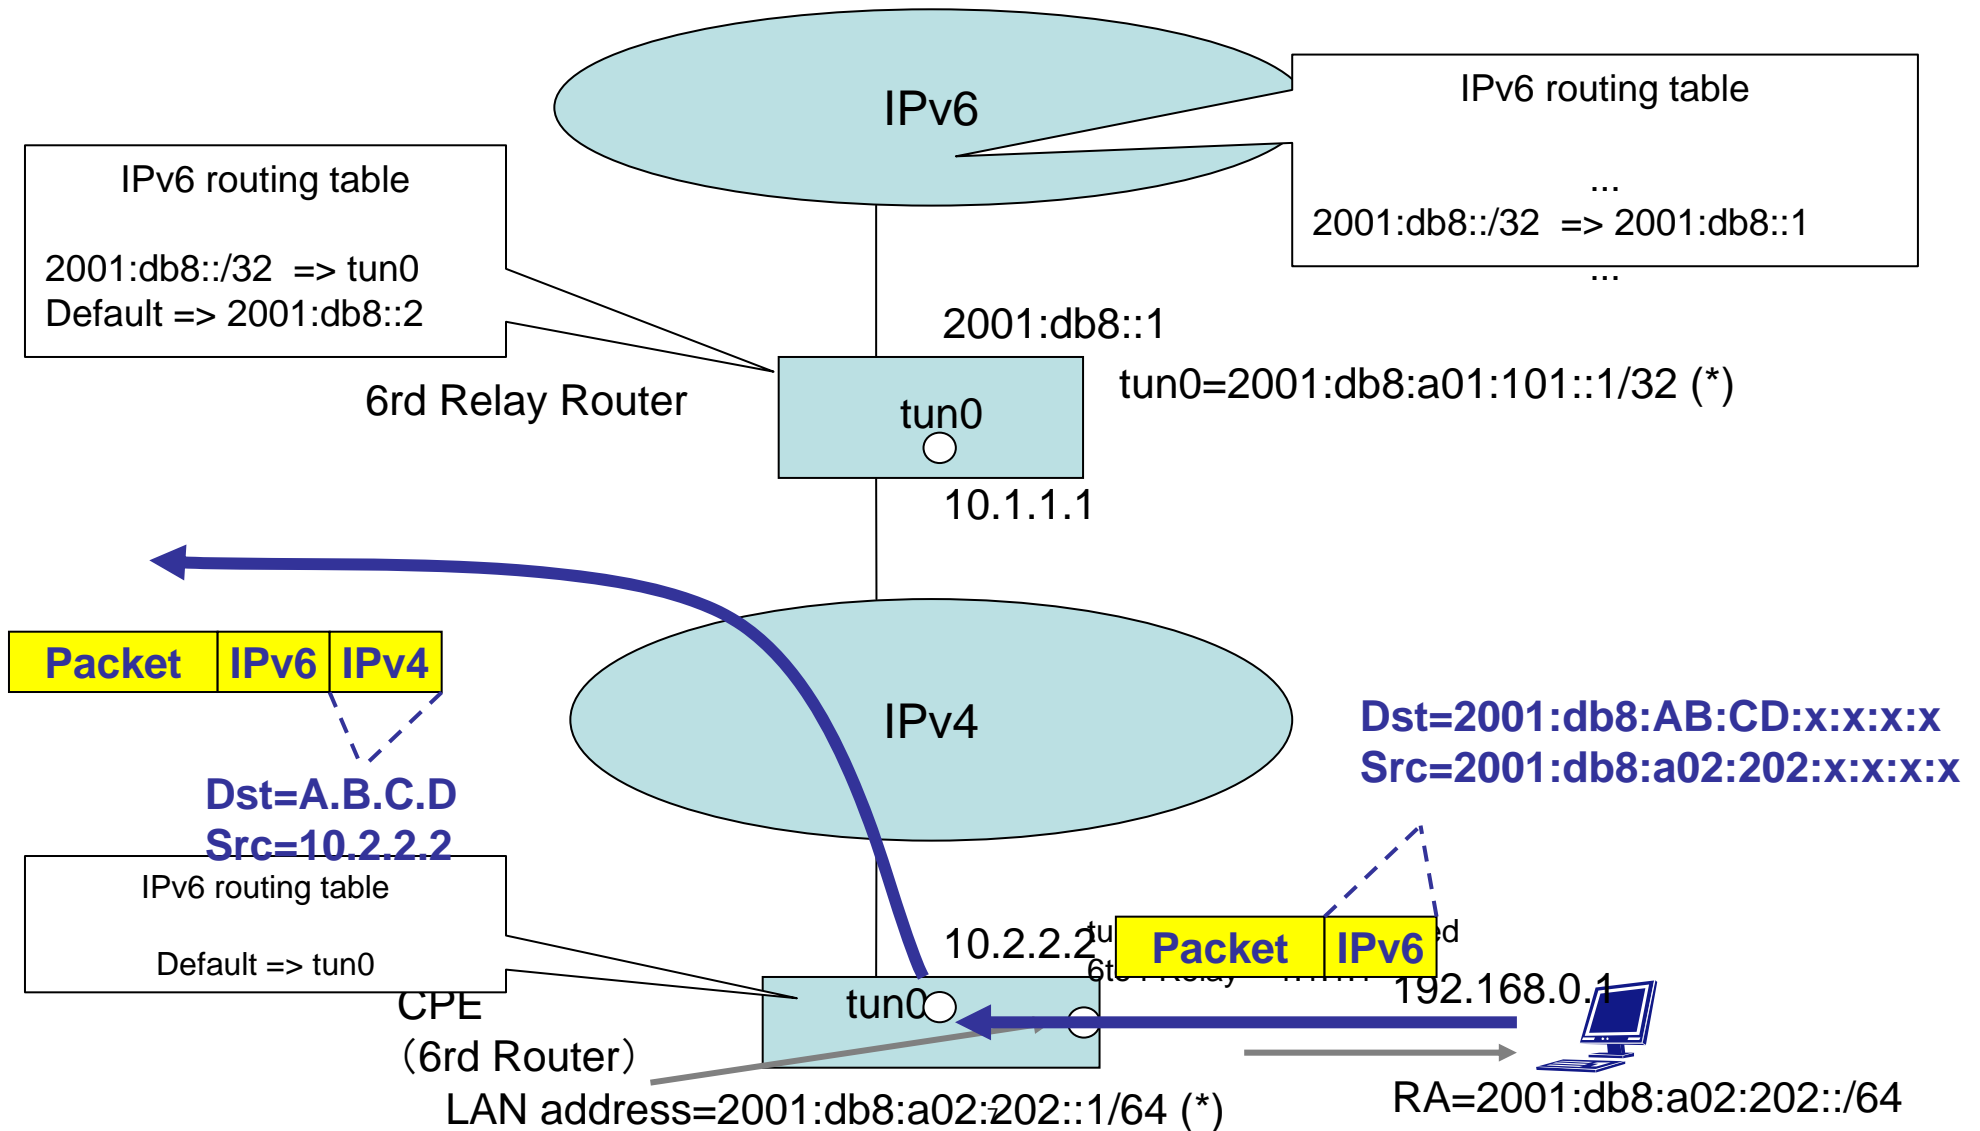 IPv6
IPv6 routing table
...
2001:db8::/32 => 2001:db8::1
...
IPv6 routing table
2001:db8::/32 => tun0
Default => 2001:db8::2
2001:db8::1
6rd Relay Router
tun0
tun0=2001:db8:a01:101::1/32 (*)
10.1.1.1
Packet IPv6 IPv4
IPv4
Dst=A.B.C.D
Src=10.2.2.2
Dst=2001:db8:AB:CD:x:x:x:x
Src=2001:db8:a02:202:x:x:x:x
IPv6 routing table
Default => tun0
10.2.2.2
Packet IPv6
192.168.0.1
CPE
（6rd Router）
tun0
LAN address=2001:db8:a02:202::1/64 (*)
RA=2001:db8:a02:202::/64